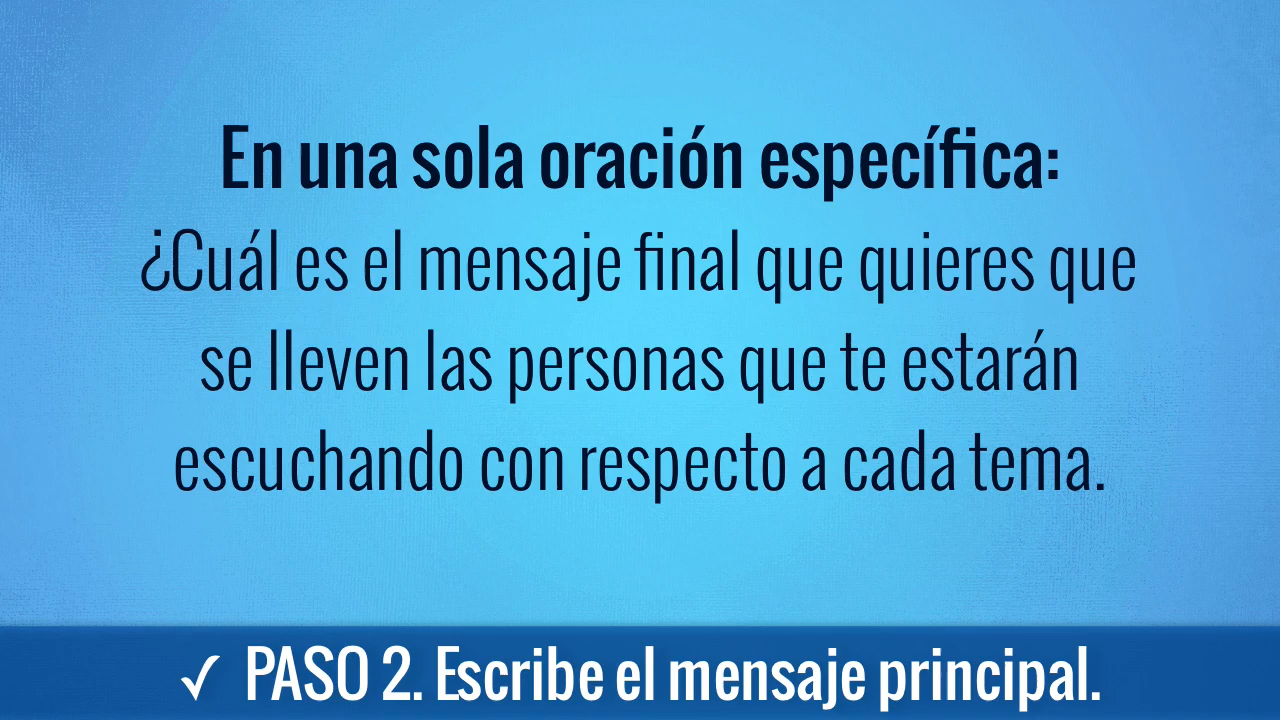 En una sola oración específica:
¿Cuál es el mensaje final que quieres que
se lleven las personas que te estarán
escuchando con respecto a cada tema.
✓ PASO 2. Escribe el mensaje principal.